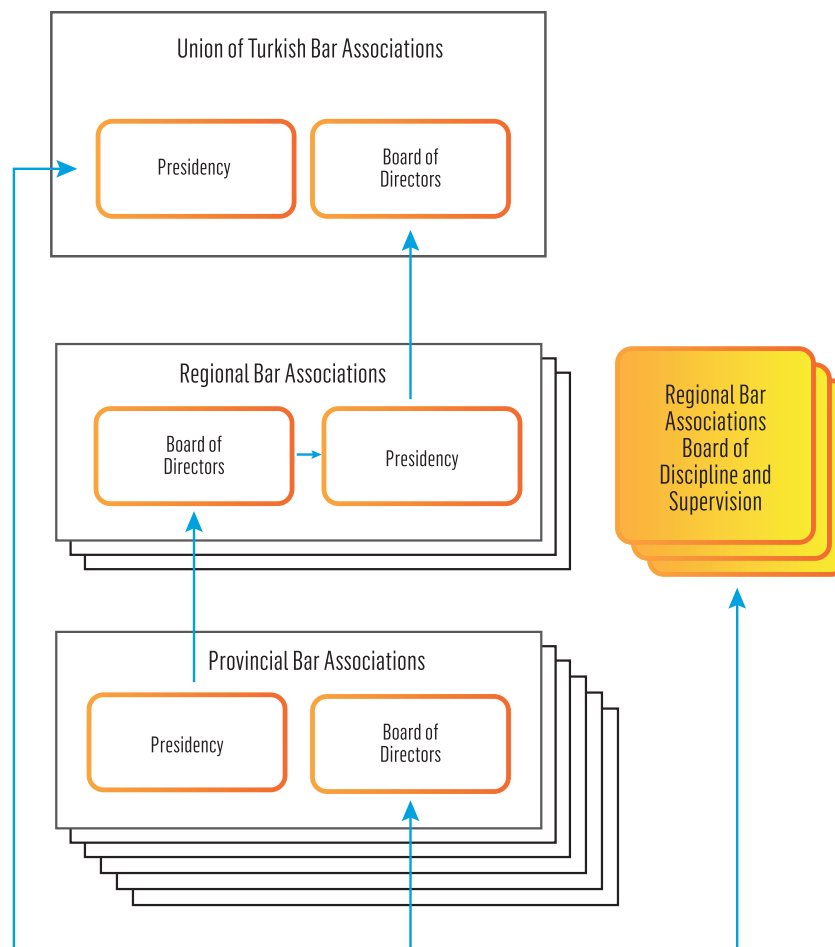 Union of Turkish Bar Associations
Presidency
Board of
Directors
Regional Bar Associations
Board of
Directors
Presidency
Regional Bar
Associations
Board of
Discipline and
Supervision
Provincial Bar Associations
Presidency
Board of
Directors